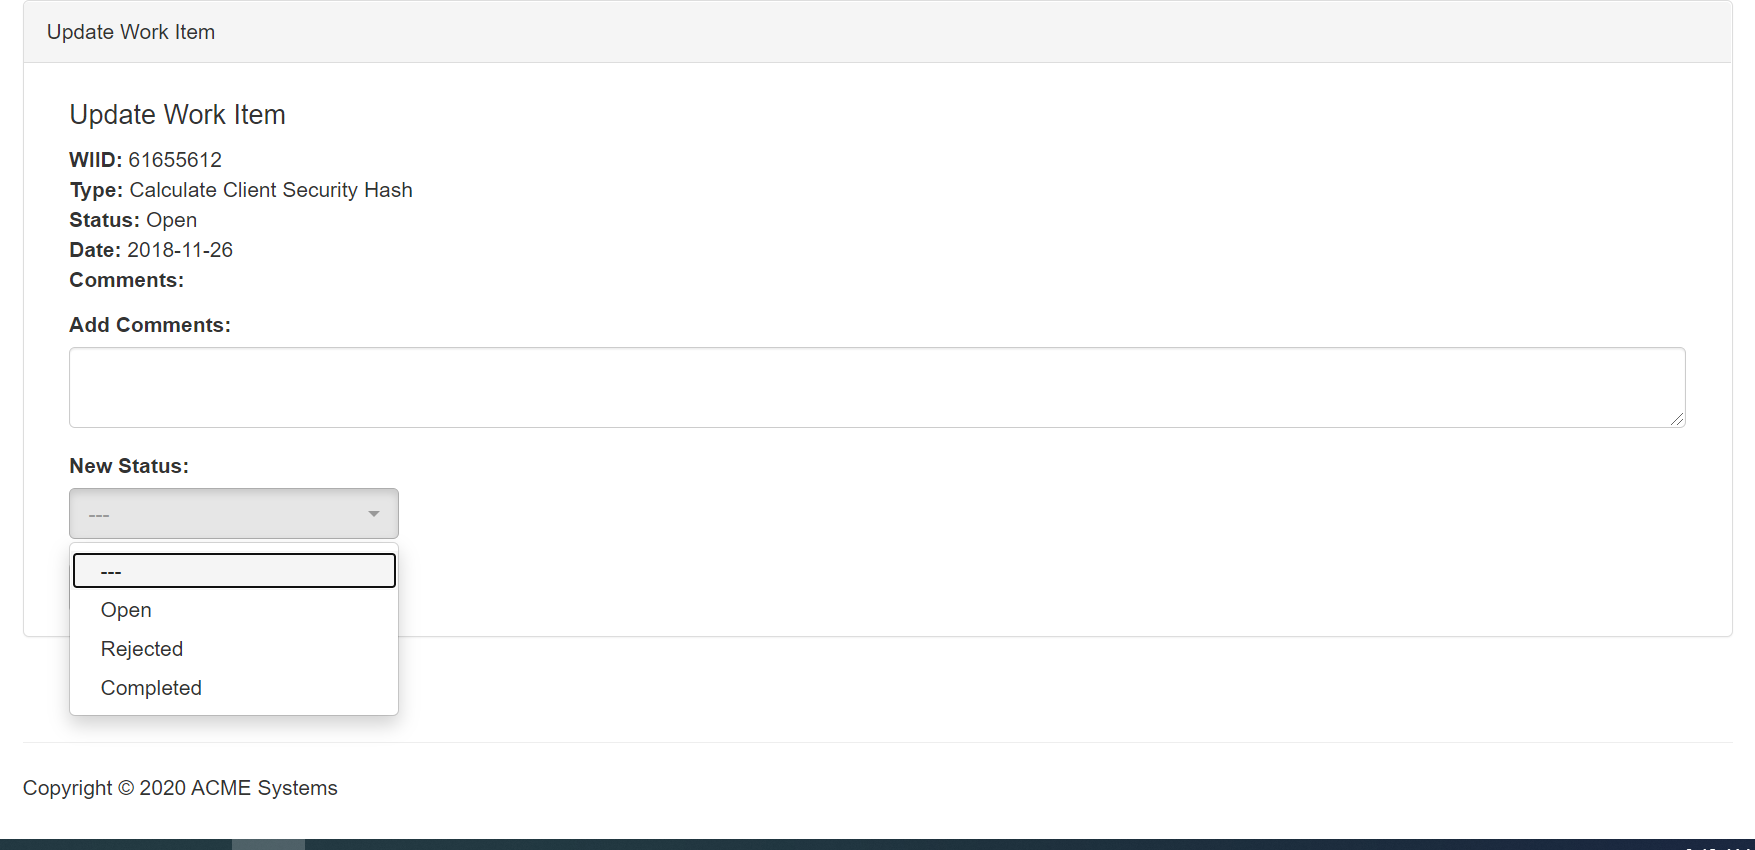 Update Work Item
Update Work Item
WIID: 61655612
Type: Calculate Client Security Hash
Status: Open
Date: 2018-11-26
Comments:
Add Comments:
New Status:
---
---
Open
Rejected
Completed
Copyright © 2020 ACME Systems